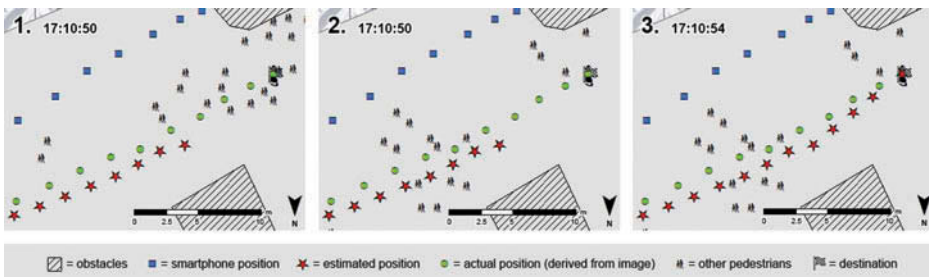 1. 17:10:50
2. 17:10:50
3. 17:10:54
0 2.5 5 10 m
N
0 2.5 5 10 m
N
0 2.5 5 10 m
N
= obstacles = smartphone position = estimated position = actual position (derived from image) = other pedestrians = destination